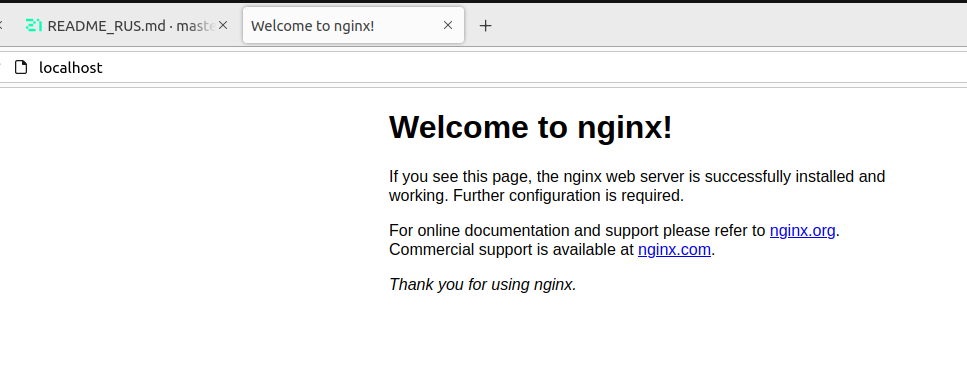 README_RUS.md · maste
Welcome to nginx!
localhost
Welcome to nginx!
If you see this page, the nginx web server is successfully installed and
working. Further configuration is required.
For online documentation and support please refer to nginx.org.
Commercial support is available at nginx.com.
Thank you for using nginx.